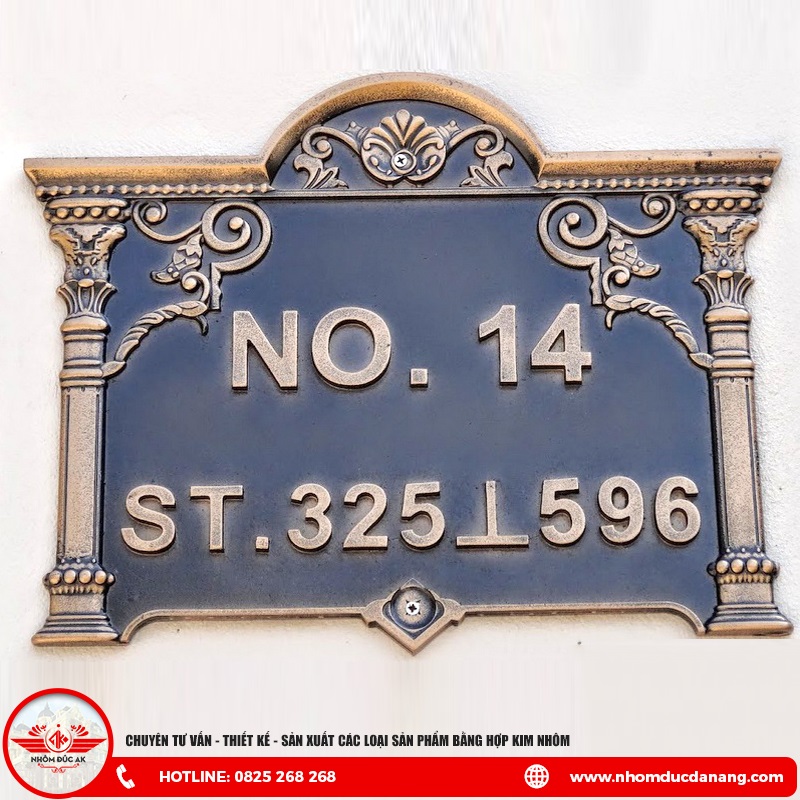 NO. 14
ST.325⊥596
NHÔM ĐÚC AK
CHUYÊN TƯ VẤN - THIẾT KẾ - SẢN XUẤT CÁC LOẠI SẢN PHẨM BẰNG HỢP KIM NHÔM
HOTLINE: 0825 268 268
www.nhomducdanang.com